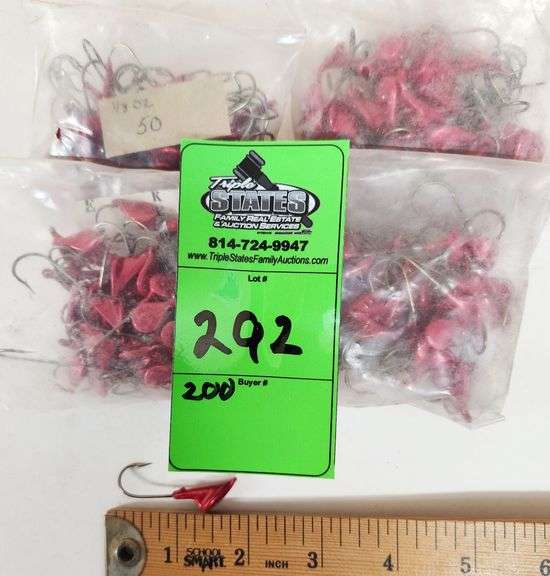 1/8 OZ
50
Triple
STATES
FAMILY REAL ESTATE
& AUCTION SERVICES
814-724-9947
www.TripleStatesFamilyAuctions.com
Lot #
292
200 Buyer #
1 SCHOOL SMART 2 INCH 3 4 5 6